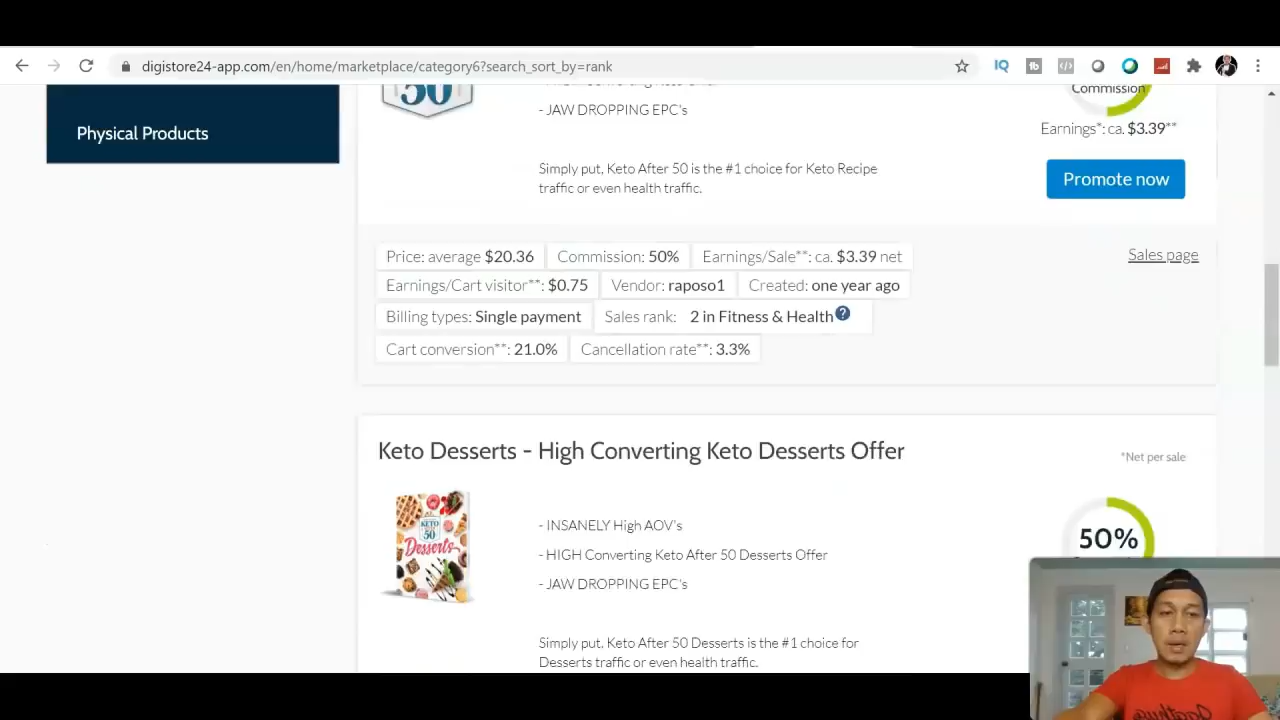 digistore24-app.com/en/home/marketplace/category6?search_sort_by=rank
50
Commission
- JAW DROPPING EPC's
Earnings*: ca. $3.39**
Physical Products
Simply put, Keto After 50 is the #1 choice for Keto Recipe
traffic or even health traffic.
Promote now
Price: average $20.36 Commission: 50% Earnings/Sale**: ca. $3.39 net
Sales page
Earnings/Cart visitor**: $0.75 Vendor: raposo1 Created: one year ago
Billing types: Single payment Sales rank: 2 in Fitness & Health ?
Cart conversion**: 21.0% Cancellation rate**: 3.3%
Keto Desserts - High Converting Keto Desserts Offer
*Net per sale
- INSANELY High AOV's
KETO
Desserts
50%
- HIGH Converting Keto After 50 Desserts Offer
- JAW DROPPING EPC's
Simply put, Keto After 50 Desserts is the #1 choice for
Desserts traffic or even health traffic.